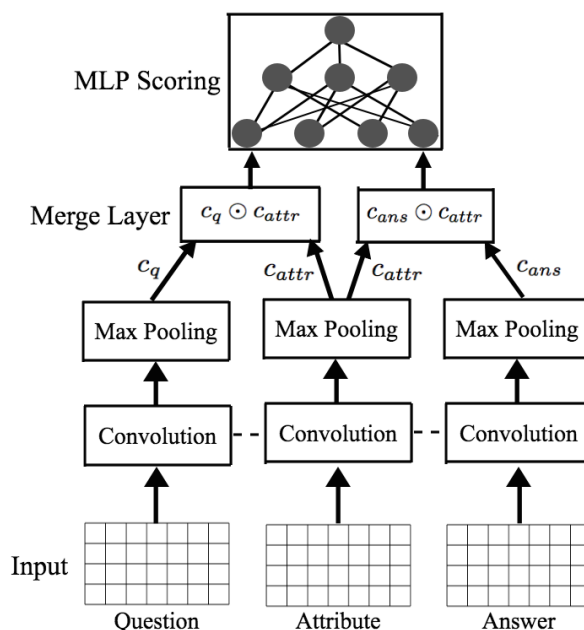 MLP Scoring
Merge Layer
c_q ⊙ c_attr
c_ans ⊙ c_attr
c_q
c_attr
c_attr
c_ans
Max Pooling
Max Pooling
Max Pooling
Convolution
Convolution
Convolution
Input
Question
Attribute
Answer